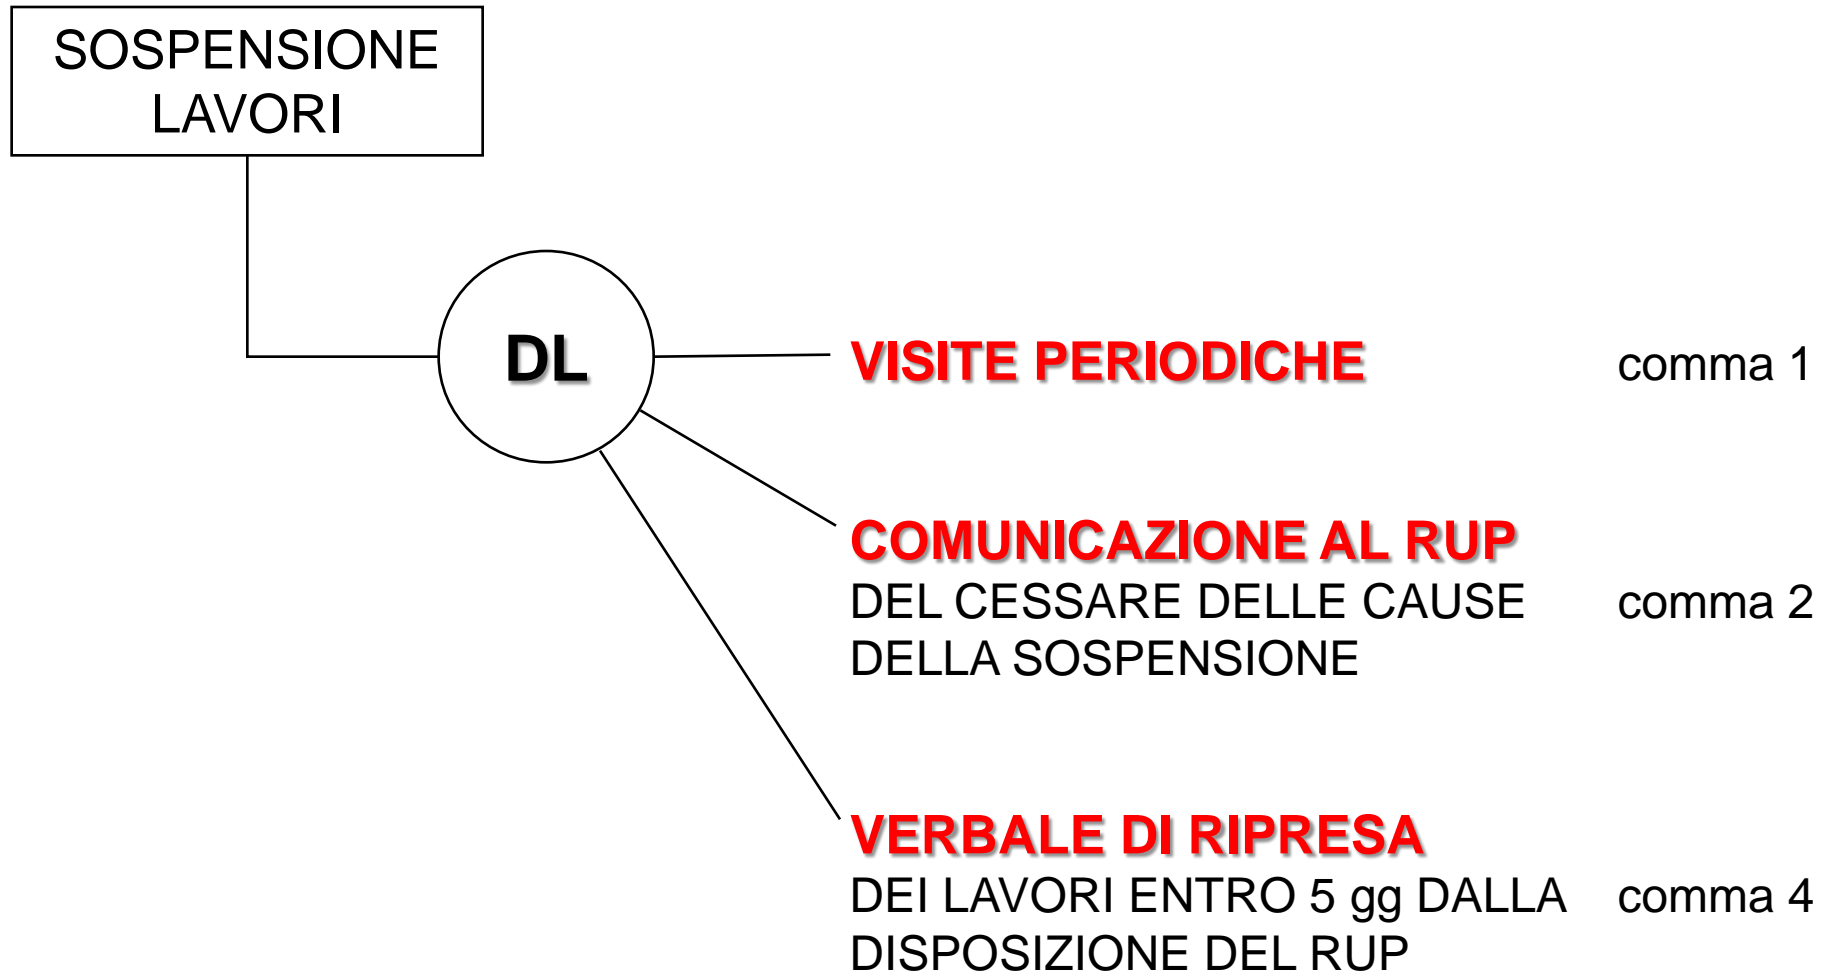 SOSPENSIONE
LAVORI
DL
VISITE PERIODICHE comma 1
COMUNICAZIONE AL RUP
DEL CESSARE DELLE CAUSE comma 2
DELLA SOSPENSIONE
VERBALE DI RIPRESA
DEI LAVORI ENTRO 5 gg DALLA comma 4
DISPOSIZIONE DEL RUP